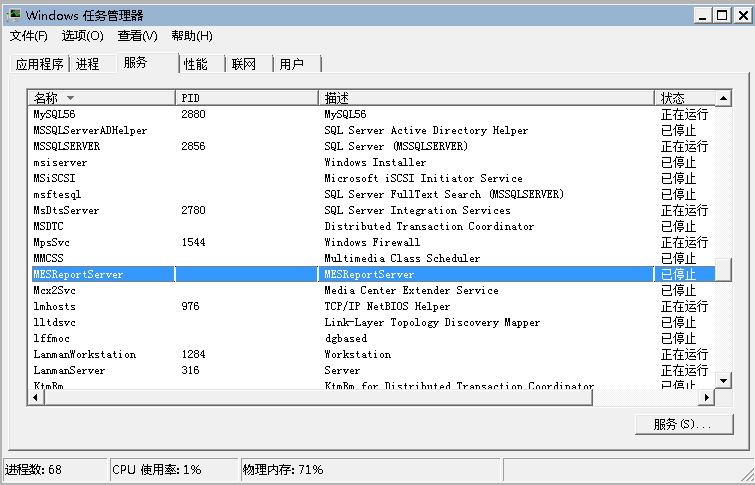 Windows 任务管理器
文件(F) 选项(O) 查看(V) 帮助(H)
应用程序 进程 服务 性能 联网 用户
名称 PID 描述 状态
MySQL56 2880 MySQL56 正在运行
MSSQLServerADHelper SQL Server Active Directory Helper 已停止
MSSQLSERVER 2856 SQL Server (MSSQLSERVER) 正在运行
msiserver Windows Installer 已停止
MSiSCSI Microsoft iSCSI Initiator Service 已停止
msftesql SQL Server FullText Search (MSSQLSERVER) 已停止
MsDtsServer 2780 SQL Server Integration Services 正在运行
MSDTC Distributed Transaction Coordinator 已停止
MpsSvc 1544 Windows Firewall 正在运行
MMCSS Multimedia Class Scheduler 已停止
MESReportServer MESReportServer 已停止
Mcx2Svc Media Center Extender Service 已停止
lmhosts 976 TCP/IP NetBIOS Helper 正在运行
lltdsvc Link-Layer Topology Discovery Mapper 已停止
lffmoc dgbased 已停止
LanmanWorkstation 1284 Workstation 正在运行
LanmanServer 316 Server 正在运行
KtmRm KtmRm for Distributed Transaction Coordinator 已停止
服务(S)...
进程数: 68 CPU 使用率: 1% 物理内存: 71%